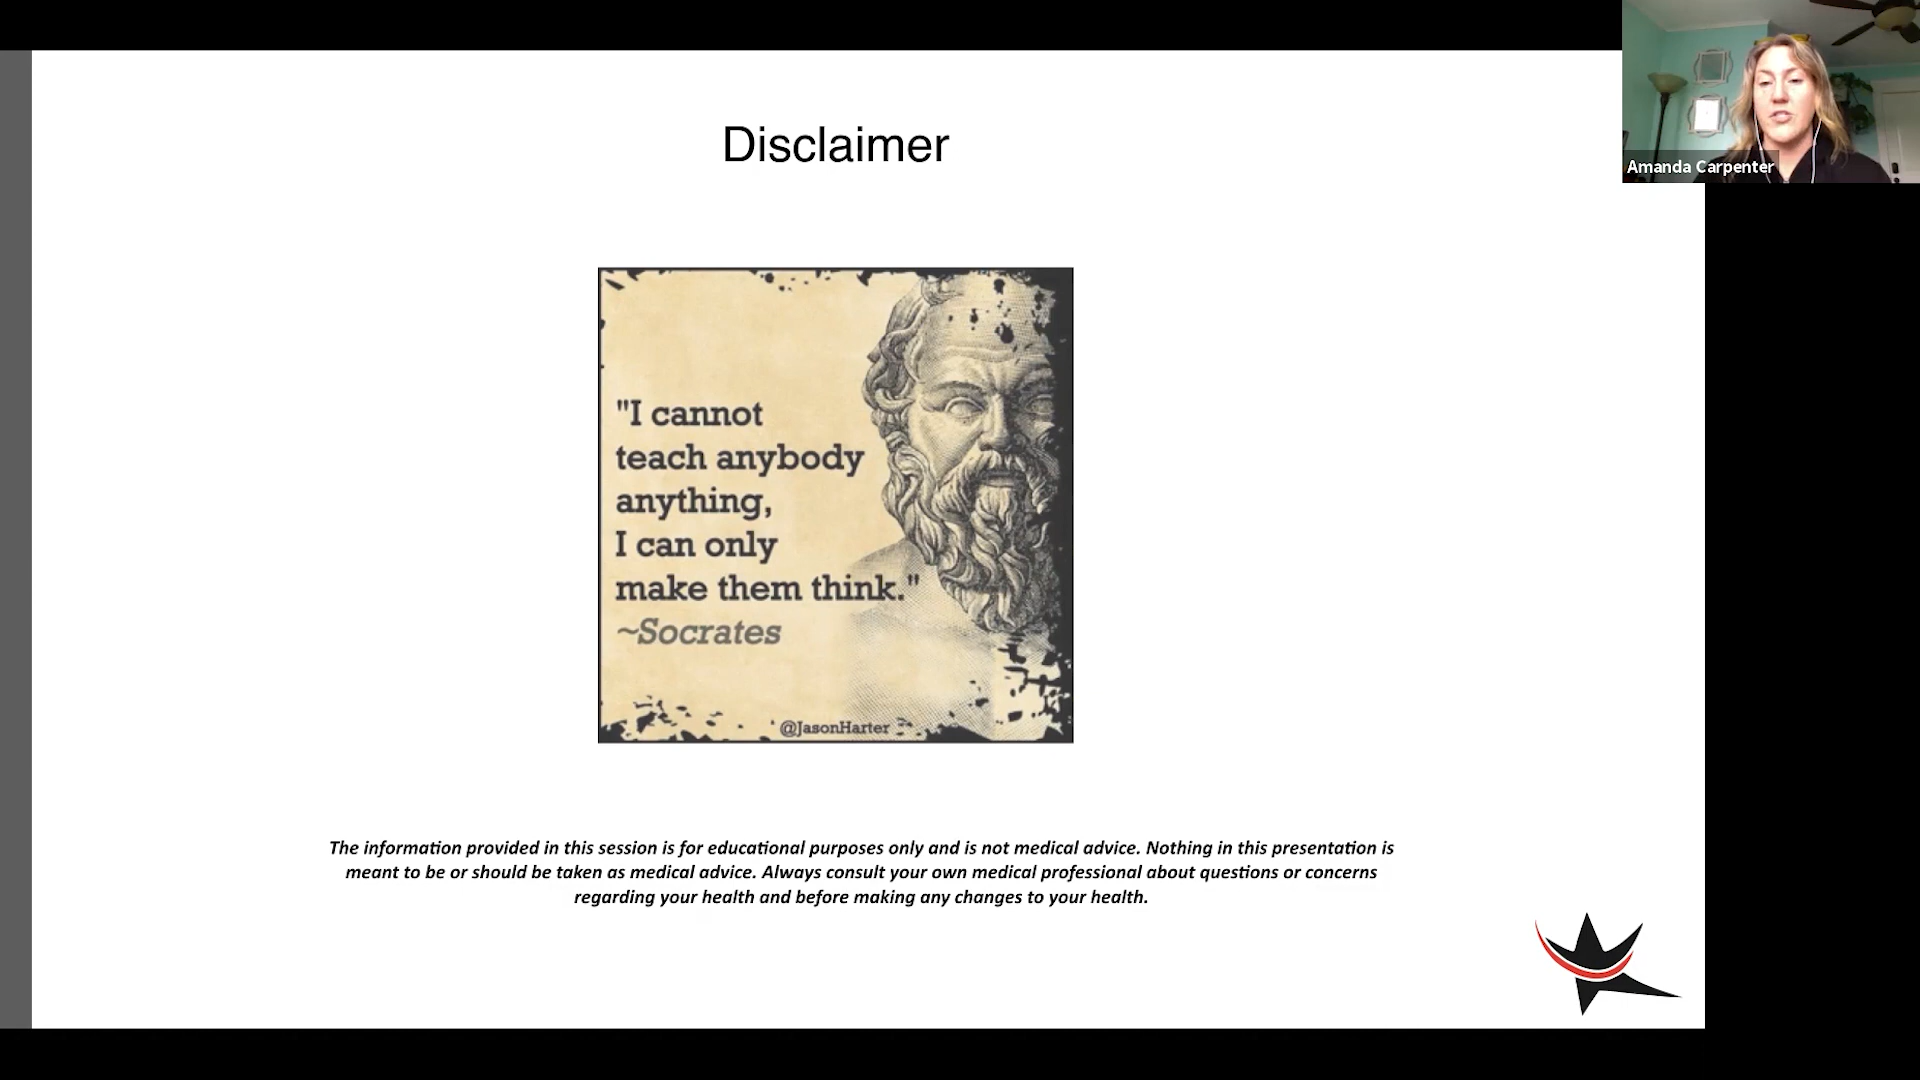 Disclaimer
"I cannot
teach anybody
anything,
I can only
make them think."
~Socrates
@JasonHarter
The information provided in this session is for educational purposes only and is not medical advice. Nothing in this presentation is
meant to be or should be taken as medical advice. Always consult your own medical professional about questions or concerns
regarding your health and before making any changes to your health.
Amanda Carpenter